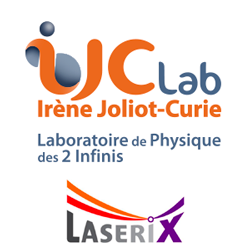 iJCLab
Irène Joliot-Curie
Laboratoire de Physique
des 2 Infinis
LASERIX